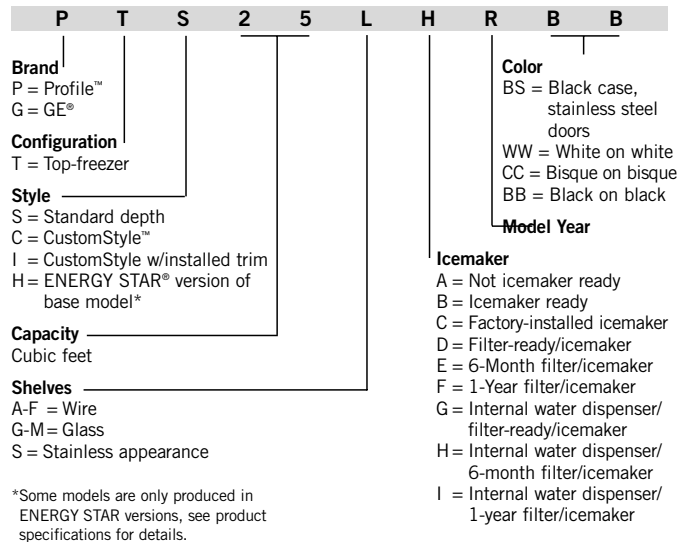 P T S 2 5 L H R B B
Brand
P = Profile™
G = GE®
Configuration
T = Top-freezer
Style
S = Standard depth
C = CustomStyle™
I = CustomStyle w/installed trim
H = ENERGY STAR® version of
base model*
Capacity
Cubic feet
Shelves
A-F = Wire
G-M = Glass
S = Stainless appearance
*Some models are only produced in
ENERGY STAR versions, see product
specifications for details.
Color
BS = Black case,
stainless steel
doors
WW = White on white
CC = Bisque on bisque
BB = Black on black
Model Year
Icemaker
A = Not icemaker ready
B = Icemaker ready
C = Factory-installed icemaker
D = Filter-ready/icemaker
E = 6-Month filter/icemaker
F = 1-Year filter/icemaker
G = Internal water dispenser/
filter-ready/icemaker
H = Internal water dispenser/
6-month filter/icemaker
I = Internal water dispenser/
1-year filter/icemaker